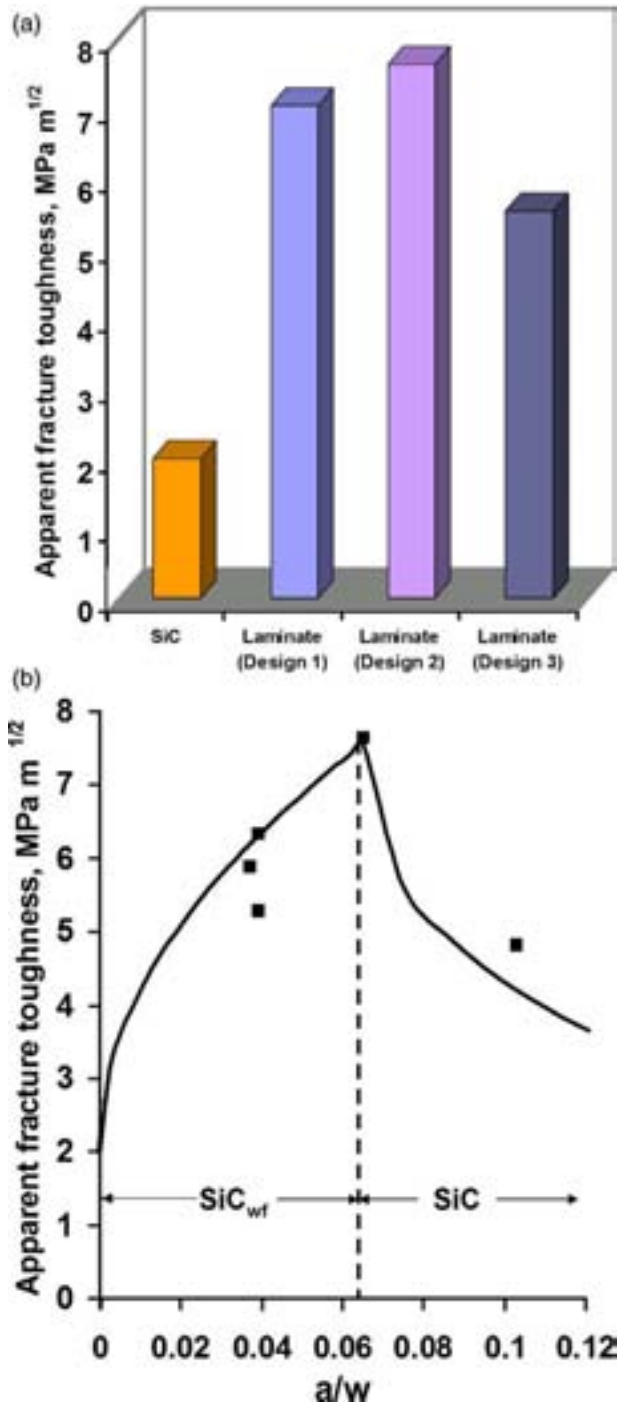 (a)
Apparent fracture toughness, MPa m1/2
8
7
6
5
4
3
2
1
0
SiC
Laminate
(Design 1)
Laminate
(Design 2)
Laminate
(Design 3)
(b)
Apparent fracture toughness, MPa m 1/2
8
7
6
5
4
3
2
1
0
SiCwf
SiC
0 0.02 0.04 0.06 0.08 0.1 0.12
a/w